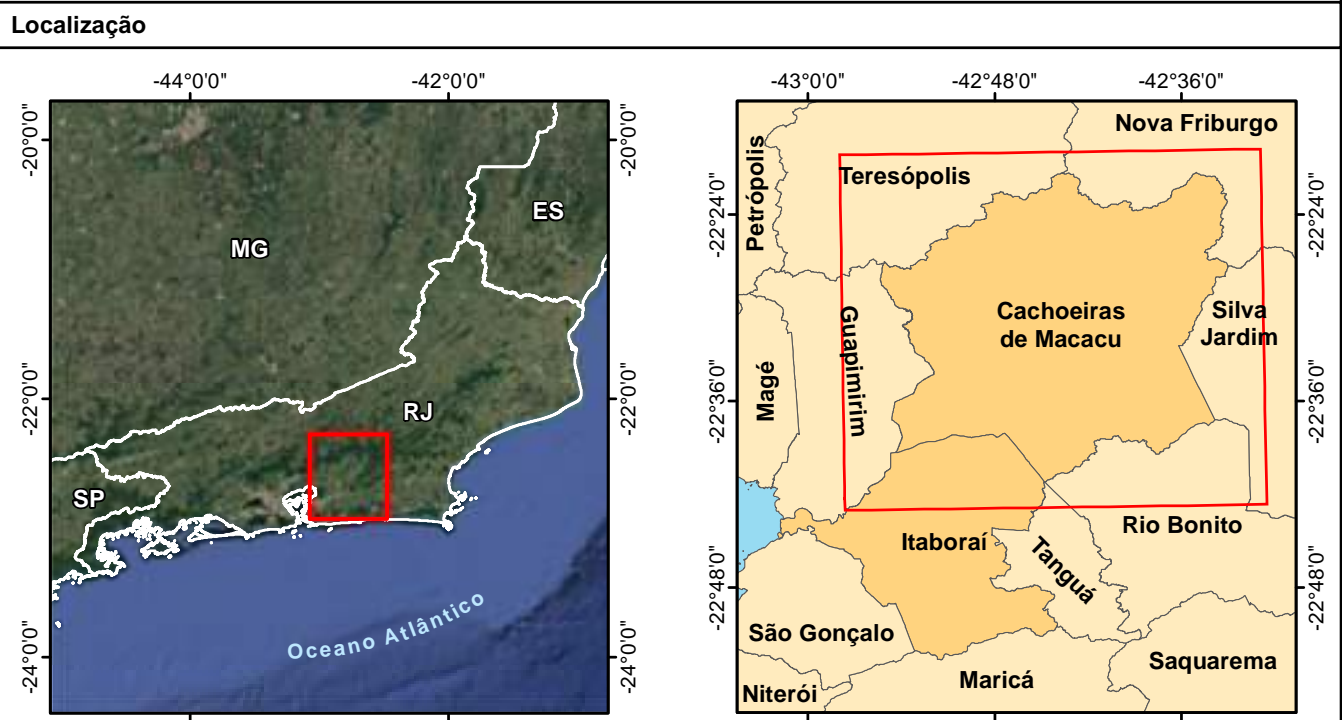 Localização
-44°0'0"
-42°0'0"
-20°0'0"
-20°0'0"
MG
ES
-22°0'0"
-22°0'0"
RJ
SP
Oceano Atlântico
-24°0'0"
-24°0'0"
-43°0'0"
-42°48'0"
-42°36'0"
Nova Friburgo
Petrópolis
Teresópolis
-22°24'0"
-22°24'0"
Cachoeiras
de Macacu
Silva
Jardim
Guapimirim
Magé
-22°36'0"
-22°36'0"
Rio Bonito
Itaboraí
Tanguá
-22°48'0"
-22°48'0"
São Gonçalo
Saquarema
Maricá
Niterói